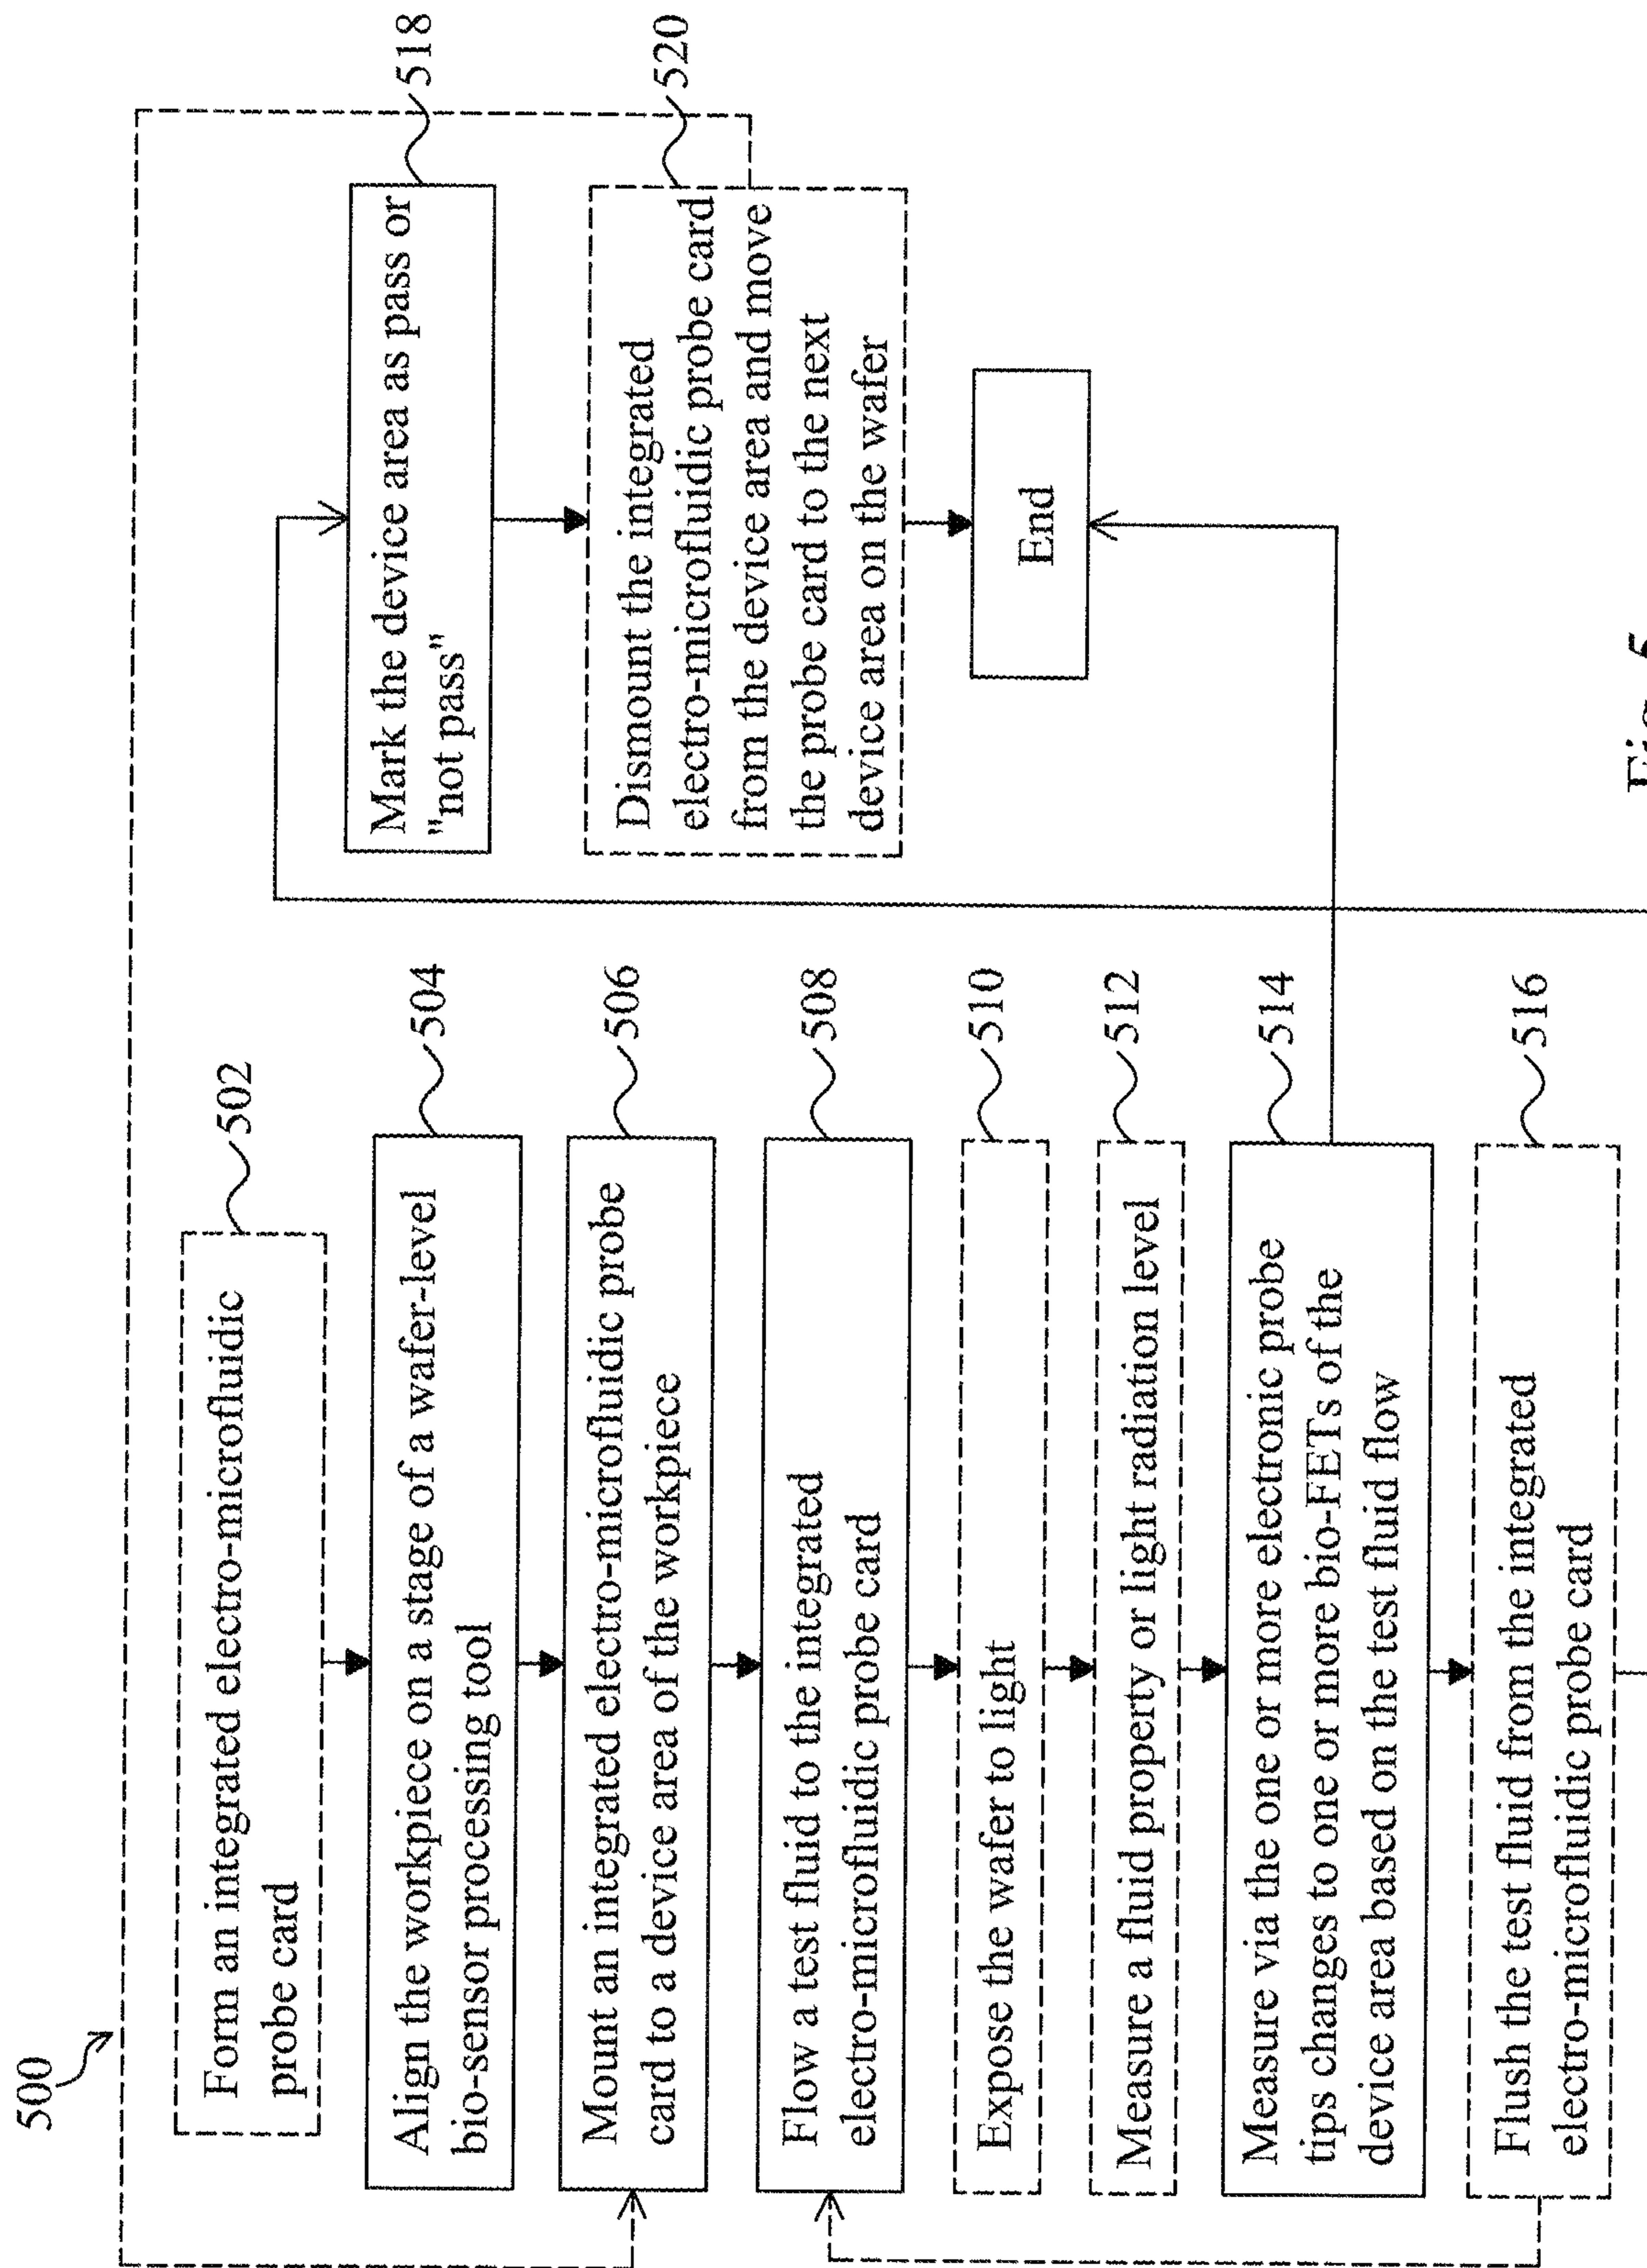 500
502
Form an integrated electro-microfluidic
probe card
504
Align the workpiece on a stage of a wafer-level
bio-sensor processing tool
506
Mount an integrated electro-microfluidic probe
card to a device area of the workpiece
508
Flow a test fluid to the integrated
electro-microfluidic probe card
510
Expose the wafer to light
512
Measure a fluid property or light radiation level
514
Measure via the one or more electronic probe
tips changes to one or more bio-FETs of the
device area based on the test fluid flow
516
Flush the test fluid from the integrated
electro-microfluidic probe card
518
Mark the device area as pass or
"not pass"
520
Dismount the integrated
electro-microfluidic probe card
from the device area and move
the probe card to the next
device area on the wafer
End
Fig. 5